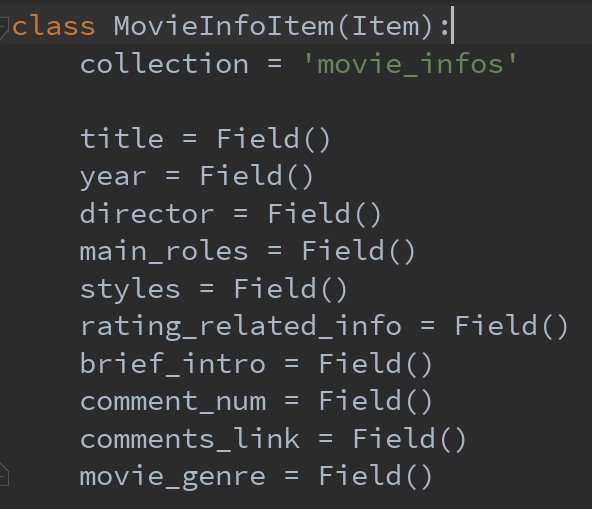 class MovieInfoItem(Item):
    collection = 'movie_infos'

    title = Field()
    year = Field()
    director = Field()
    main_roles = Field()
    styles = Field()
    rating_related_info = Field()
    brief_intro = Field()
    comment_num = Field()
    comments_link = Field()
    movie_genre = Field()